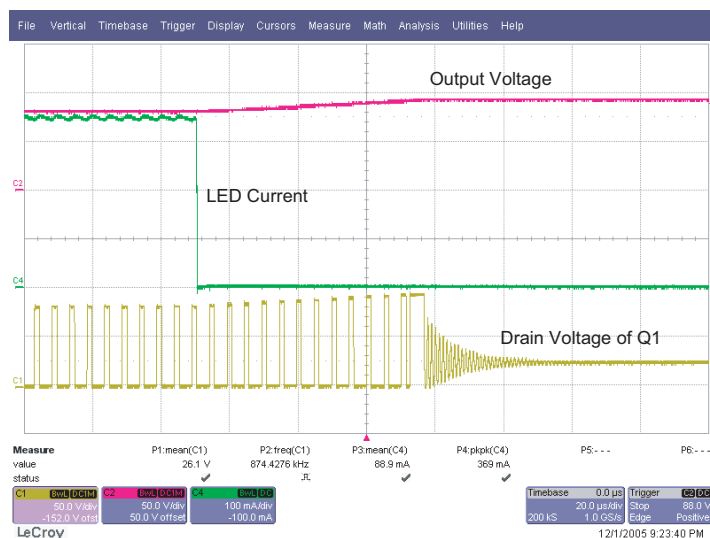 File Vertical Timebase Trigger Display Cursors Measure Math Analysis Utilities Help
Output Voltage
C2
LED Current
C4
Drain Voltage of Q1
C1
Measure P1:mean(C1) P2:freq(C1) P3:mean(C4) P4:pkpk(C4) P5:- - - P6:- - -
value 26.1 V 874.4276 kHz 88.9 mA 369 mA
status
C1 BwL DC1M C2 BwL DC1M C4 BwL DC Timebase 0.0 µs Trigger C2 DC
50.0 V/div 50.0 V/div 100 mA/div 20.0 µs/div Stop 88.0 V
-152.0 V ofst 50.0 V offset -100.0 mA 200 kS 1.0 GS/s Edge Positive
LeCroy 12/1/2005 9:23:40 PM